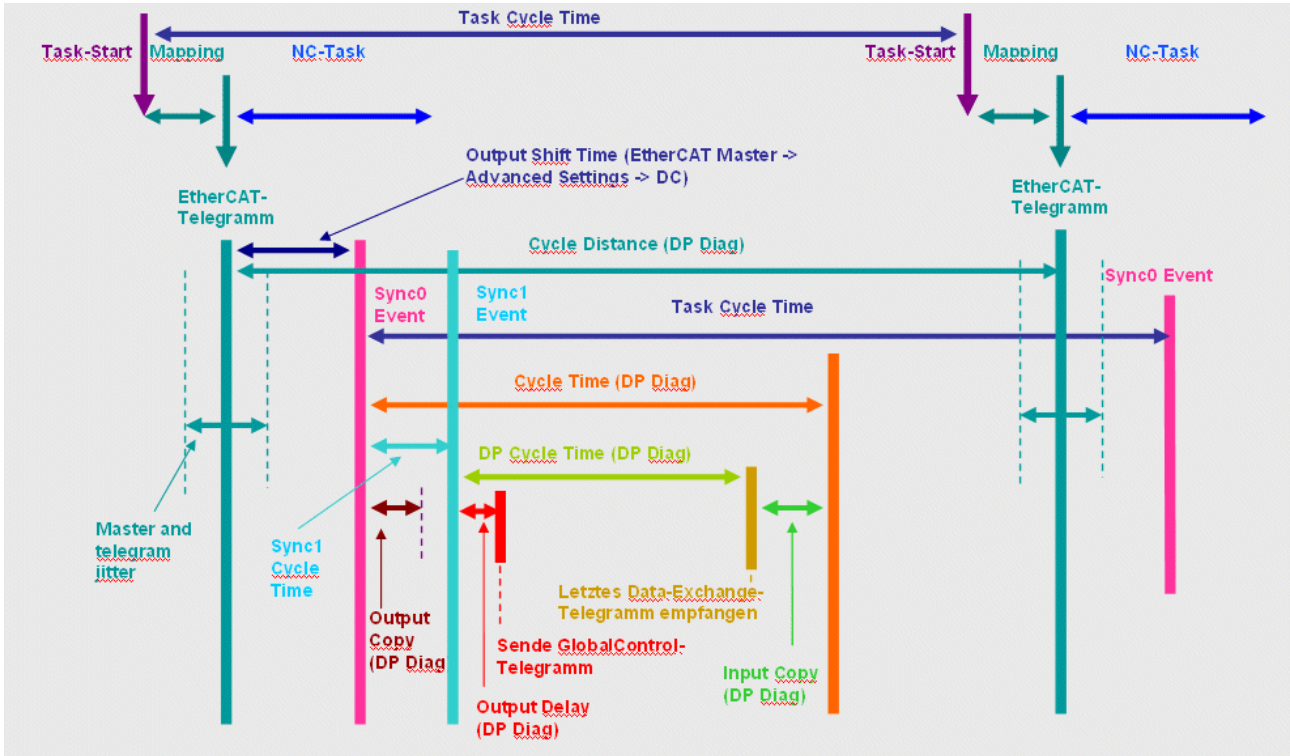 Task Cycle Time
Task-Start
Mapping
NC-Task
Task-Start
Mapping
NC-Task
Output Shift Time (EtherCAT Master ->
Advanced Settings -> DC)
EtherCAT-
Telegramm
EtherCAT-
Telegramm
Cycle Distance (DP Diag)
Sync0
Event
Sync1
Event
Sync0 Event
Task Cycle Time
Cycle Time (DP Diag)
DP Cycle Time (DP Diag)
Master and
telegram
jitter
Sync1
Cycle
Time
Letztes Data-Exchange-
Telegramm empfangen
Output
Copy
(DP Diag
Sende GlobalControl-
Telegramm
Input Copy
(DP Diag)
Output Delay
(DP Diag)